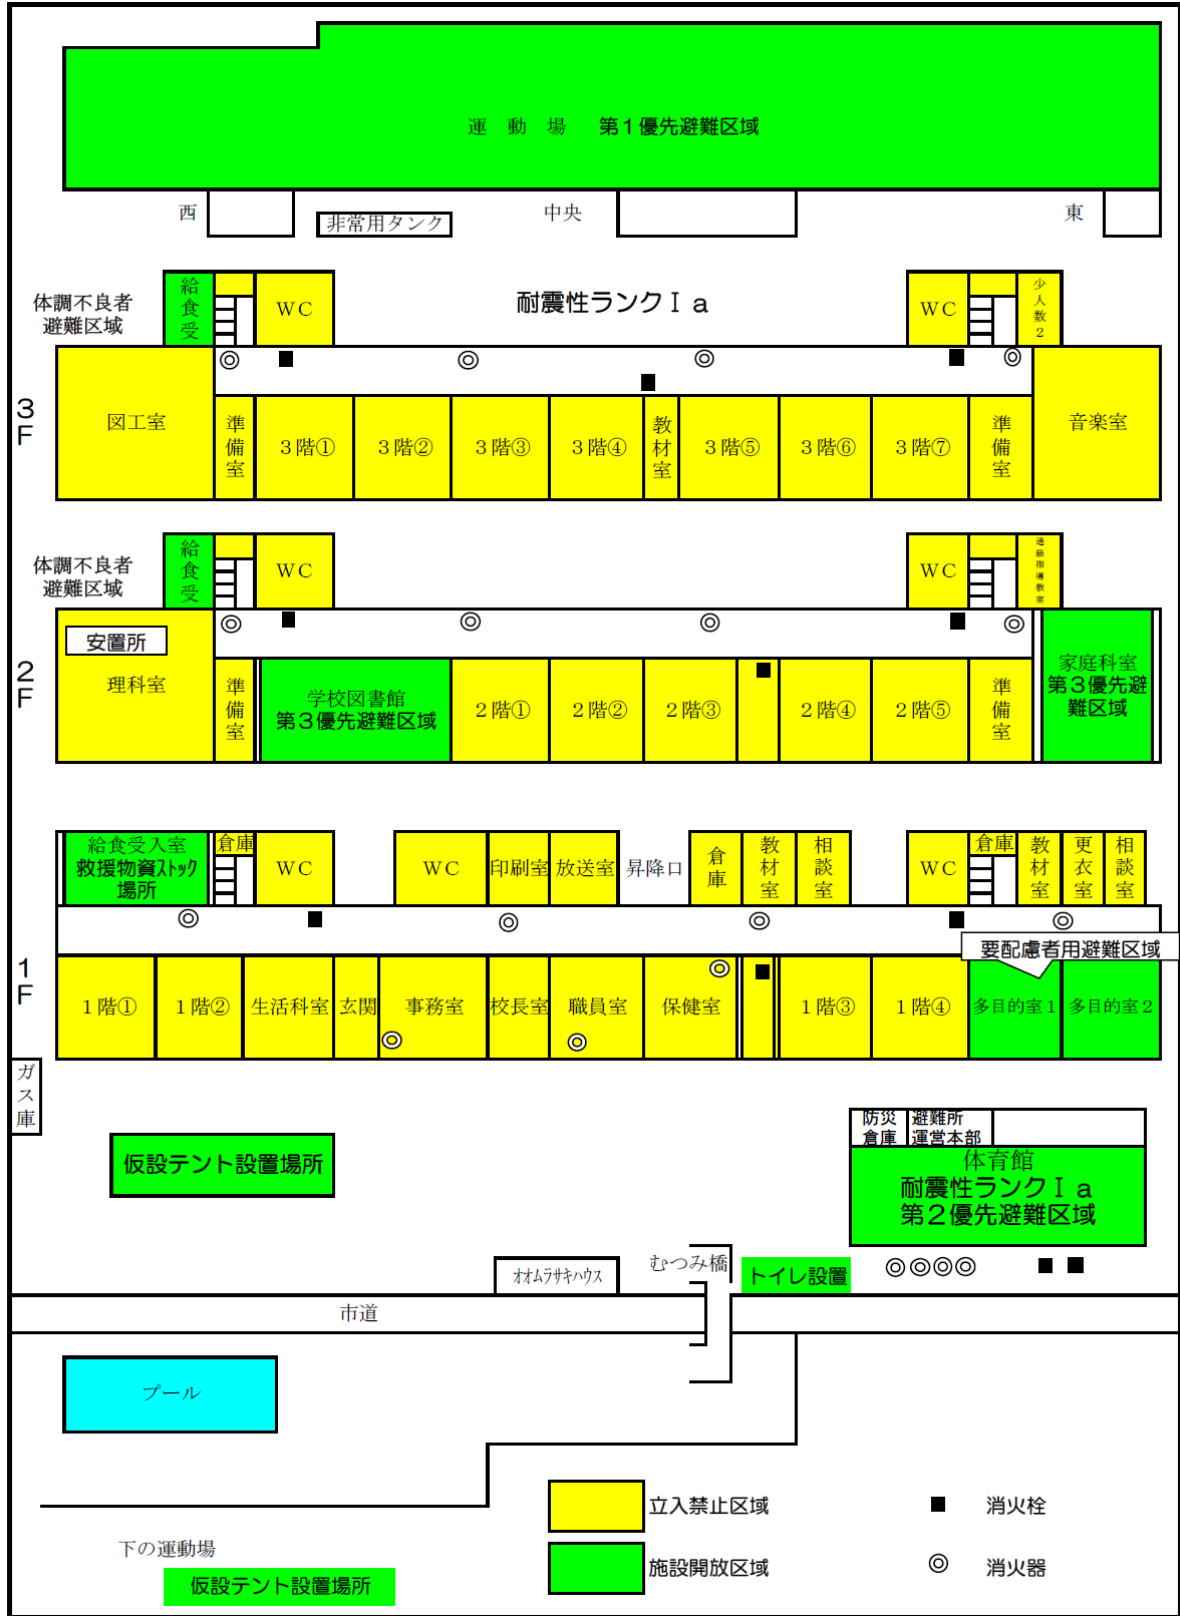 運 動 場 第１優先避難区域
西
非常用タンク
中央
東
体調不良者
避難区域
給食受
ＷＣ
耐震性ランクⅠａ
ＷＣ
少人数２
３Ｆ
図工室
準備室
３階①
３階②
３階③
３階④
教材室
３階⑤
３階⑥
３階⑦
準備室
音楽室
体調不良者
避難区域
給食受
ＷＣ
ＷＣ
通級指導教室
２Ｆ
安置所
理科室
準備室
学校図書館
第３優先避難区域
２階①
２階②
２階③
２階④
２階⑤
準備室
家庭科室
第３優先避
難区域
給食受入室
救援物資ｽﾄｯｸ
場所
倉庫
ＷＣ
ＷＣ
印刷室
放送室
昇降口
倉庫
教材室
相談室
ＷＣ
倉庫
教材室
更衣室
相談室
１Ｆ
要配慮者用避難区域
１階①
１階②
生活科室
玄関
事務室
校長室
職員室
保健室
１階③
１階④
多目的室１
多目的室２
ガス庫
仮設テント設置場所
防災
倉庫
避難所
運営本部
体育館
耐震性ランクⅠａ
第２優先避難区域
むつみ橋
トイレ設置
ｵｵﾑﾗｻｷﾊｳｽ
市道
プール
立入禁止区域
消火栓
施設開放区域
消火器
下の運動場
仮設テント設置場所